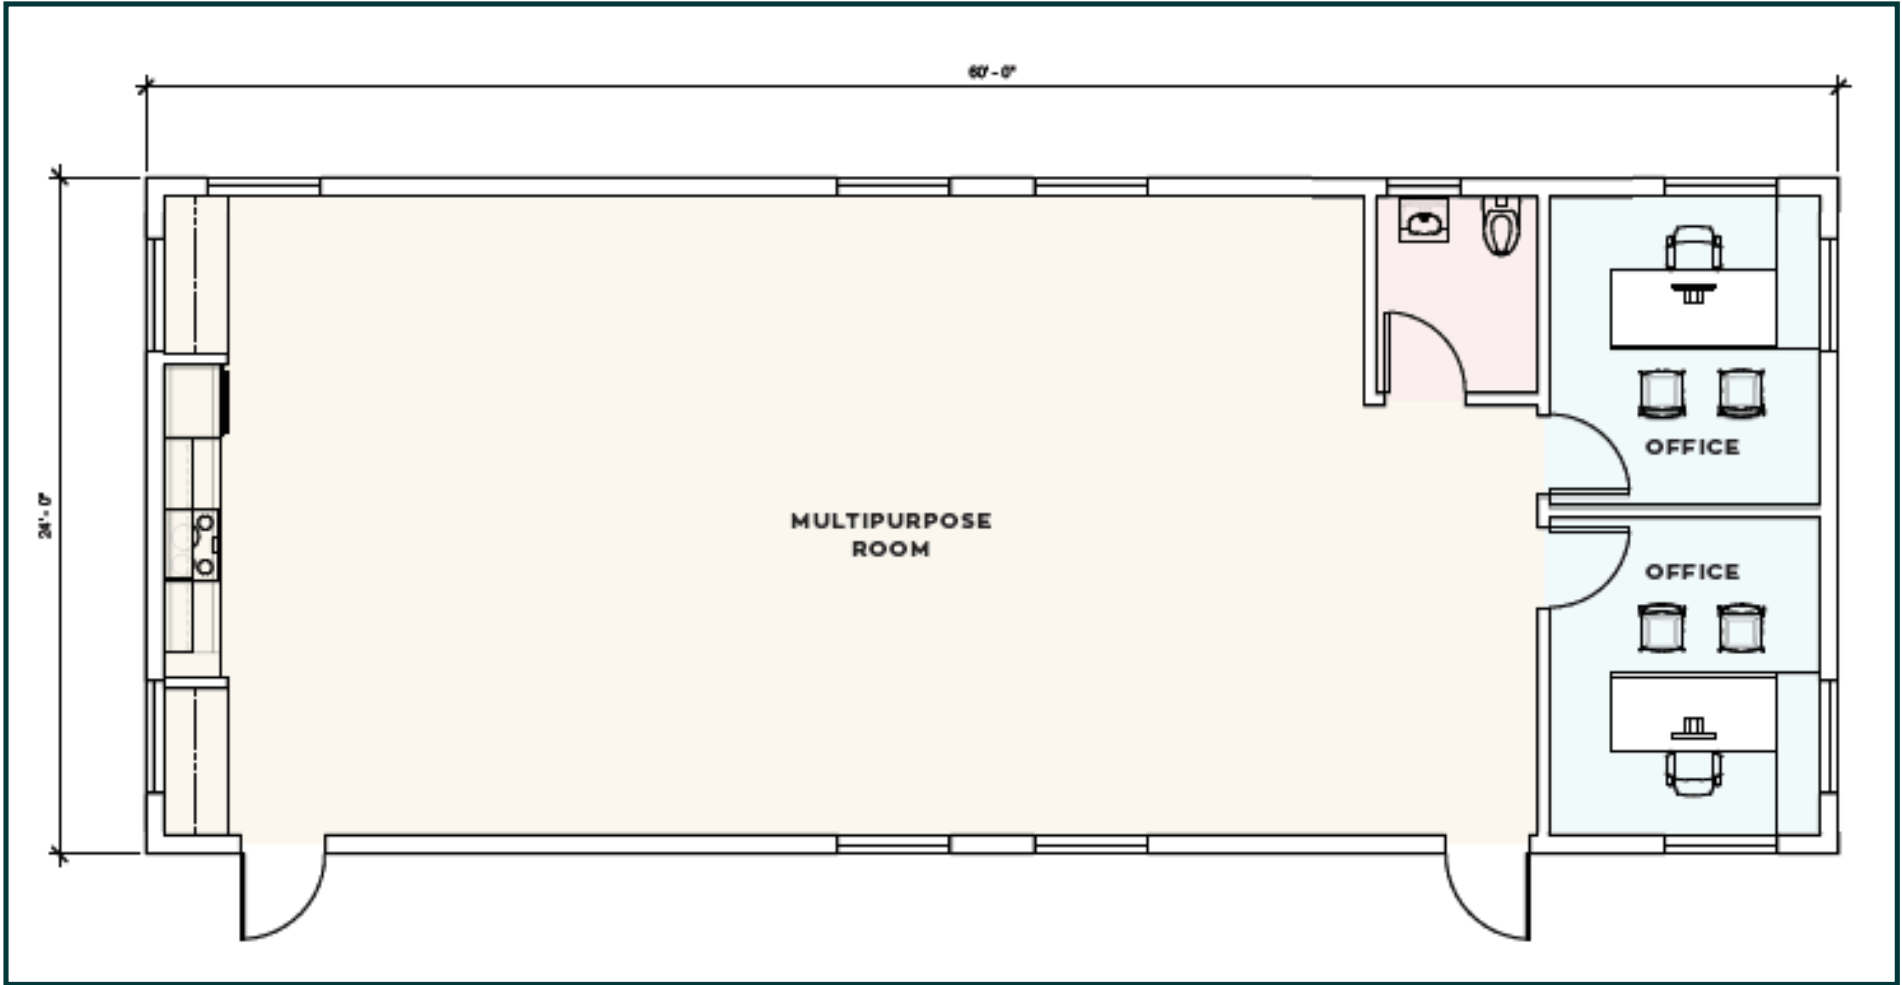 60' - 0"
24' - 0"
OFFICE
MULTIPURPOSE
ROOM
OFFICE